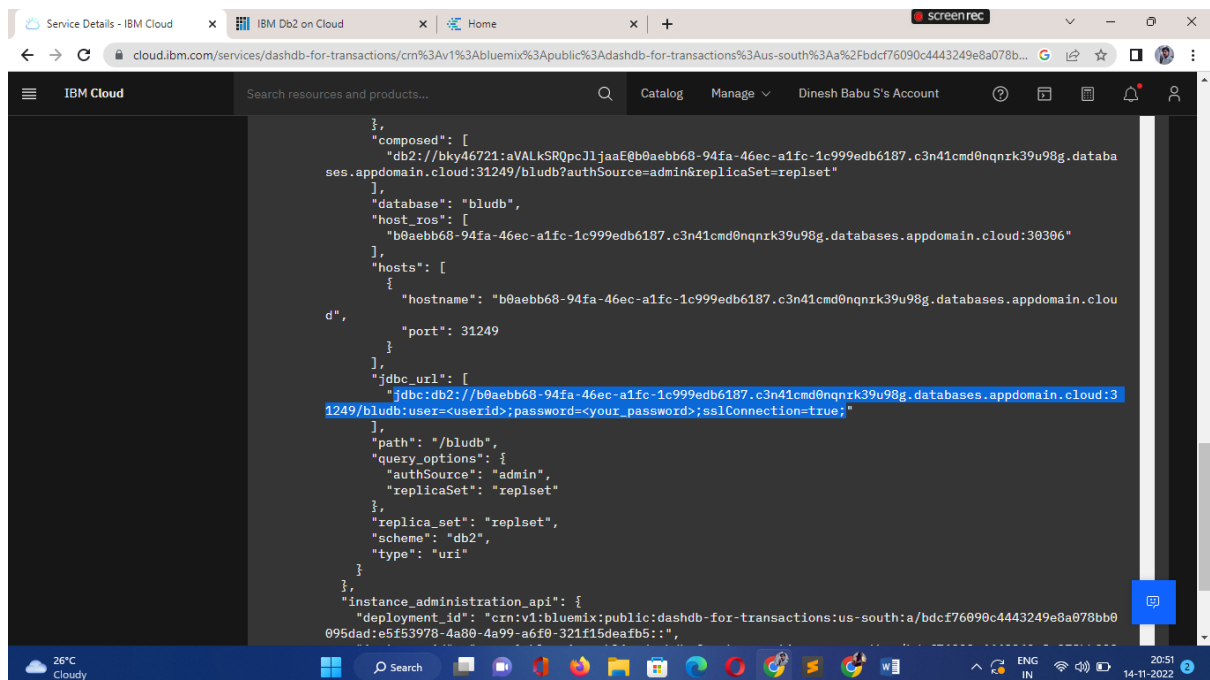 Service Details - IBM Cloud
IBM Db2 on Cloud
Home
screenrec
cloud.ibm.com/services/dashdb-for-transactions/crn%3Av1%3Abluemix%3Apublic%3Adashdb-for-transactions%3Aus-south%3Aa%2Fbdcf76090c4443249e8a078b...
IBM Cloud
Search resources and products...
Catalog
Manage
Dinesh Babu S's Account
},
"composed": [
"db2://bky46721:aVALkSRQpcJljaaE@b0aebb68-94fa-46ec-a1fc-1c999edb6187.c3n41cmd0nqnrk39u98g.databa
ses.appdomain.cloud:31249/bludb?authSource=admin&replicaSet=replset"
],
"database": "bludb",
"host_ros": [
"b0aebb68-94fa-46ec-a1fc-1c999edb6187.c3n41cmd0nqnrk39u98g.databases.appdomain.cloud:30306"
],
"hosts": [
{
"hostname": "b0aebb68-94fa-46ec-a1fc-1c999edb6187.c3n41cmd0nqnrk39u98g.databases.appdomain.clou
d",
"port": 31249
}
],
"jdbc_url": [
"jdbc:db2://b0aebb68-94fa-46ec-a1fc-1c999edb6187.c3n41cmd0nqnrk39u98g.databases.appdomain.cloud:3
1249/bludb:user=<userid>;password=<your_password>;sslConnection=true;"
],
"path": "/bludb",
"query_options": {
"authSource": "admin",
"replicaSet": "replset"
},
"replica_set": "replset",
"scheme": "db2",
"type": "uri"
}
},
"instance_administration_api": {
"deployment_id": "crn:v1:bluemix:public:dashdb-for-transactions:us-south:a/bdcf76090c4443249e8a078bb0
095dad:e5f53978-4a80-4a99-a6f0-321f15deafb5::",
26°C
Cloudy
Search
ENG
IN
20:51
14-11-2022
2